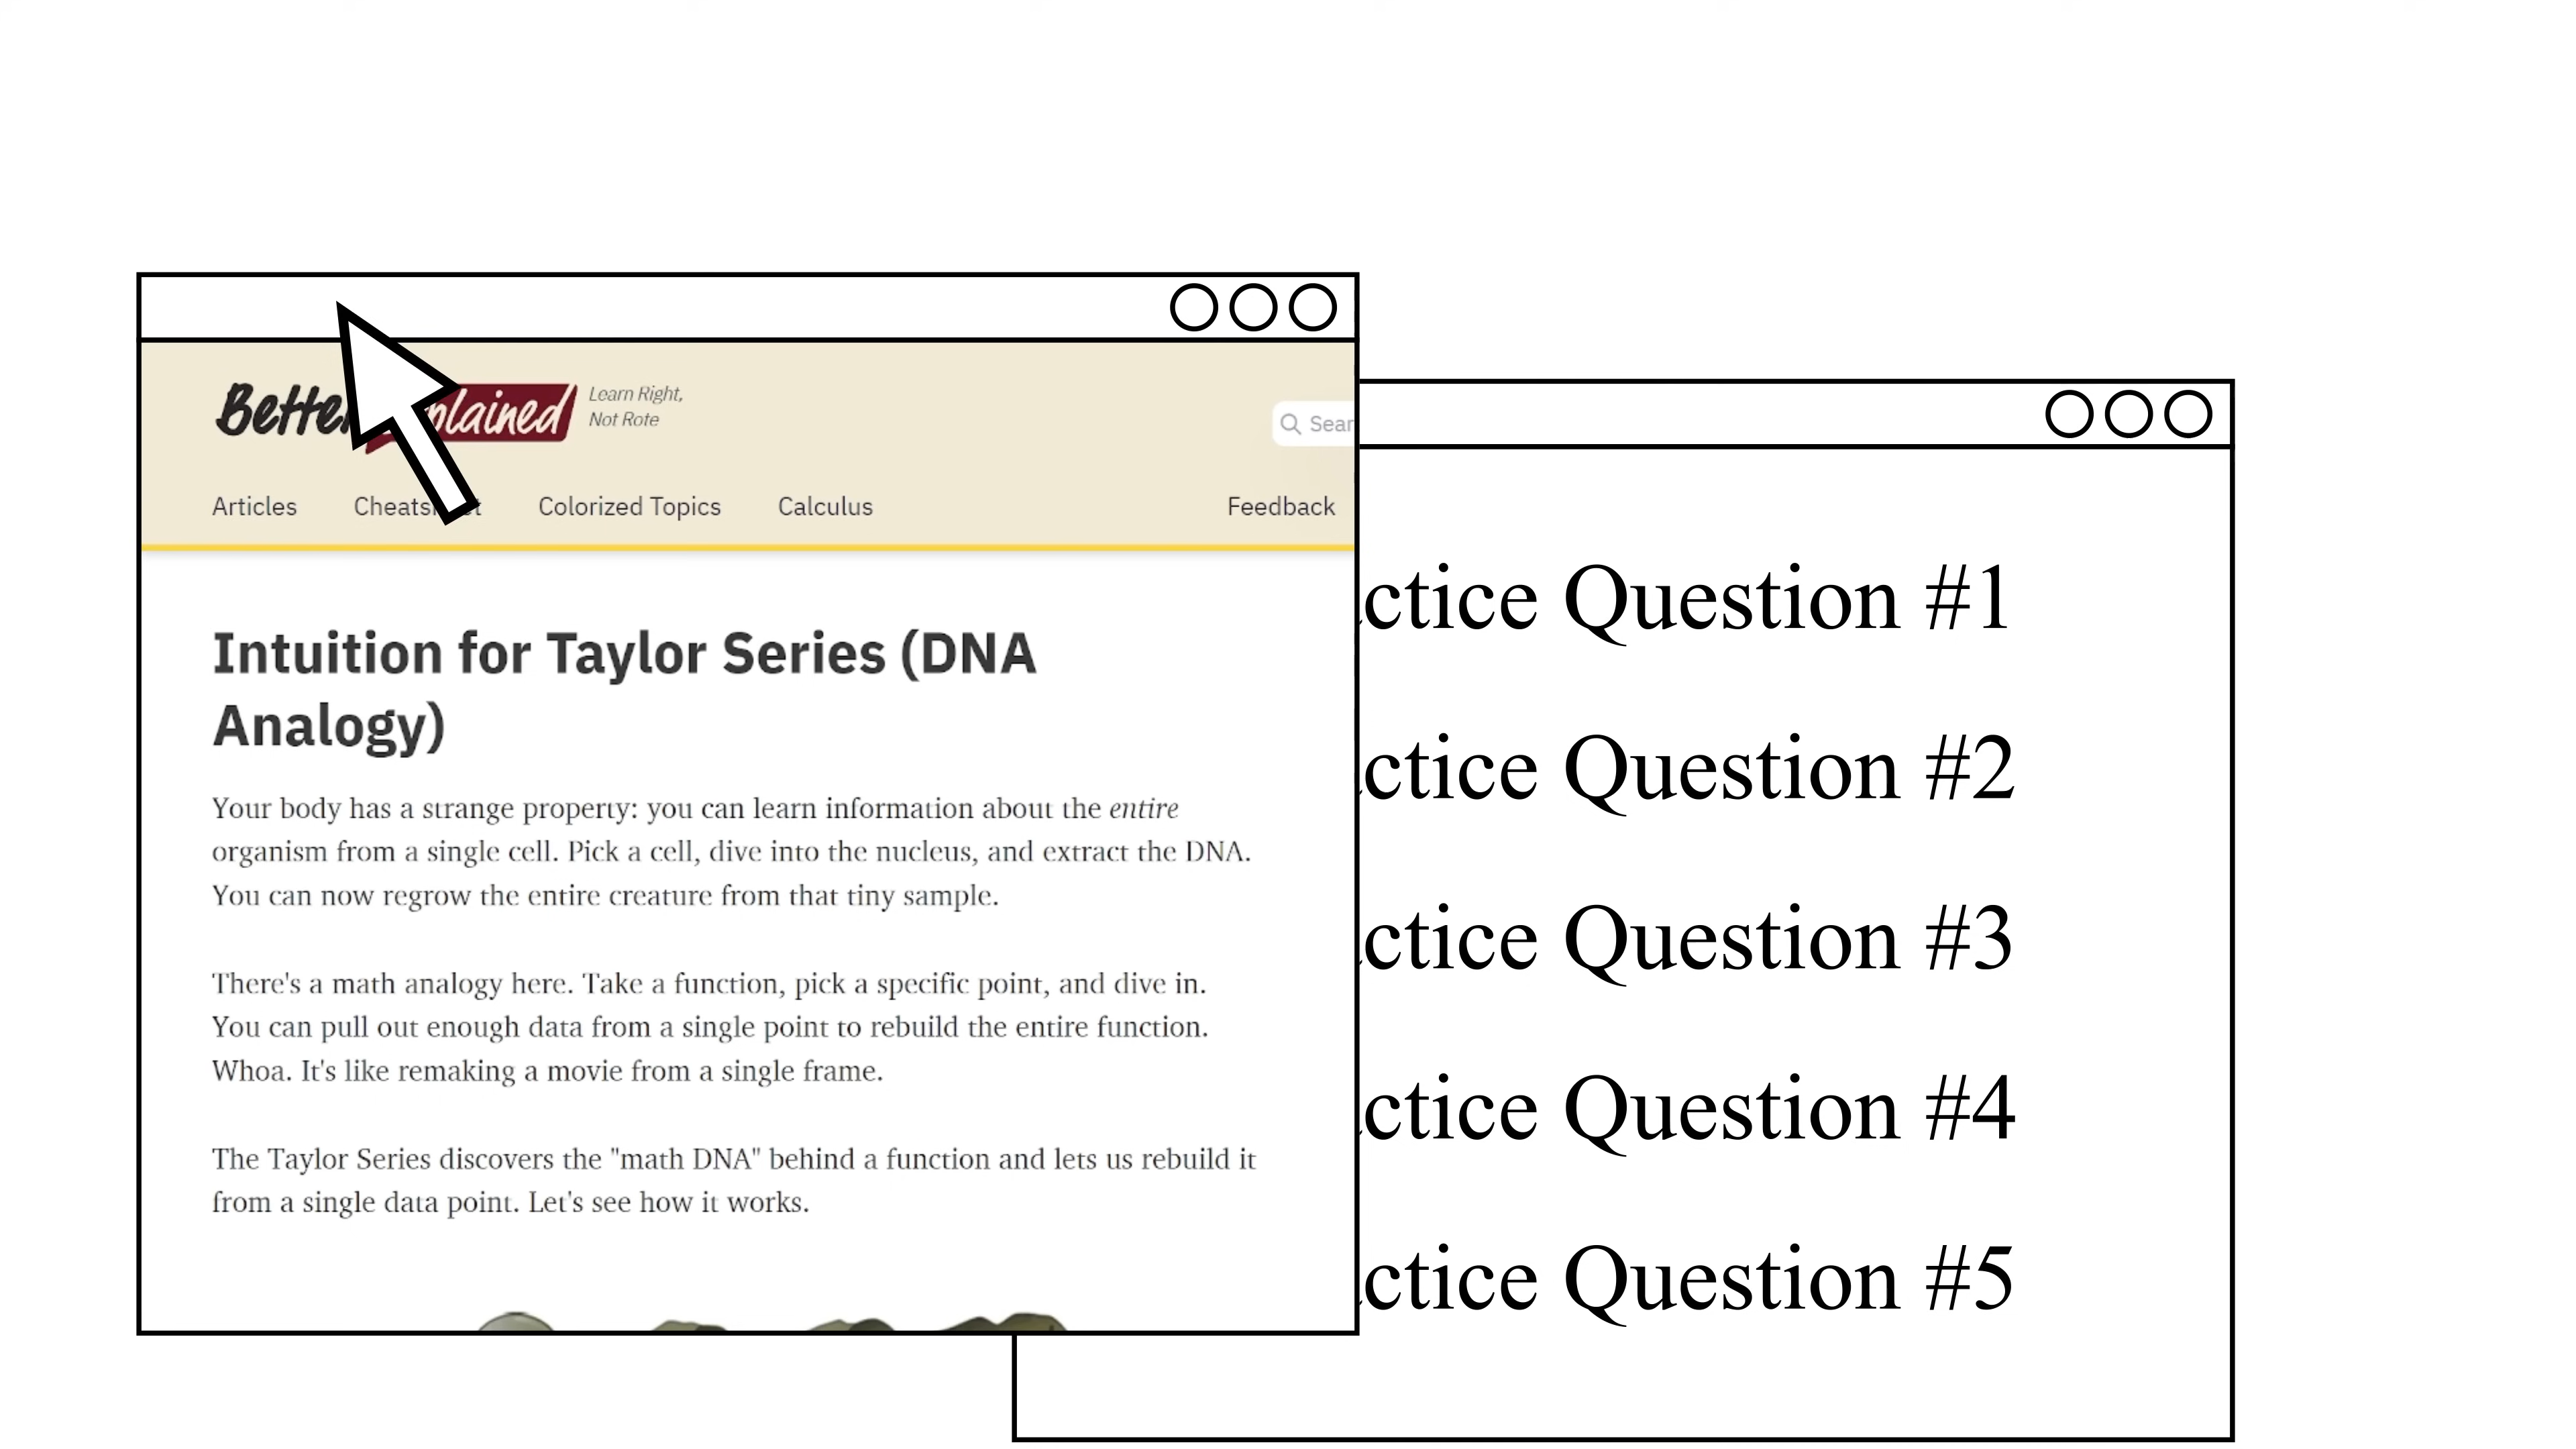 Learn Right,
Not Rote
Sear
Articles Colorized Topics Calculus Feedback
Intuition for Taylor Series (DNA
Analogy)
Your body has a strange property: you can learn information about the entire
organism from a single cell. Pick a cell, dive into the nucleus, and extract the DNA.
You can now regrow the entire creature from that tiny sample.
There's a math analogy here. Take a function, pick a specific point, and dive in.
You can pull out enough data from a single point to rebuild the entire function.
Whoa. It's like remaking a movie from a single frame.
The Taylor Series discovers the "math DNA" behind a function and lets us rebuild it
from a single data point. Let's see how it works.
ctice Question #1
ctice Question #2
ctice Question #3
ctice Question #4
ctice Question #5